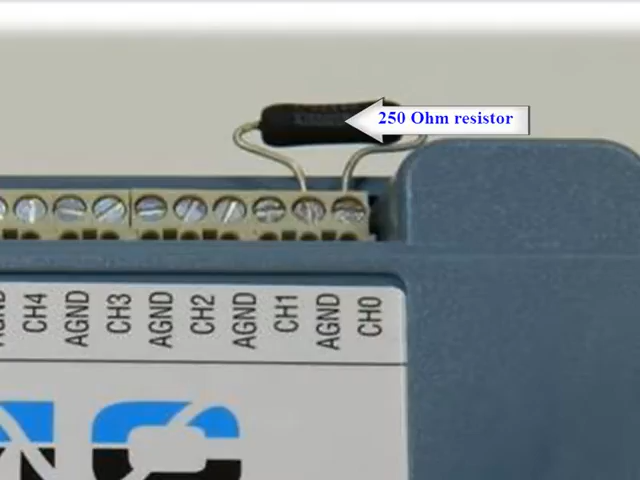 250 Ohm resistor
CH4
AGND
CH3
AGND
CH2
AGND
CH1
AGND
CH0